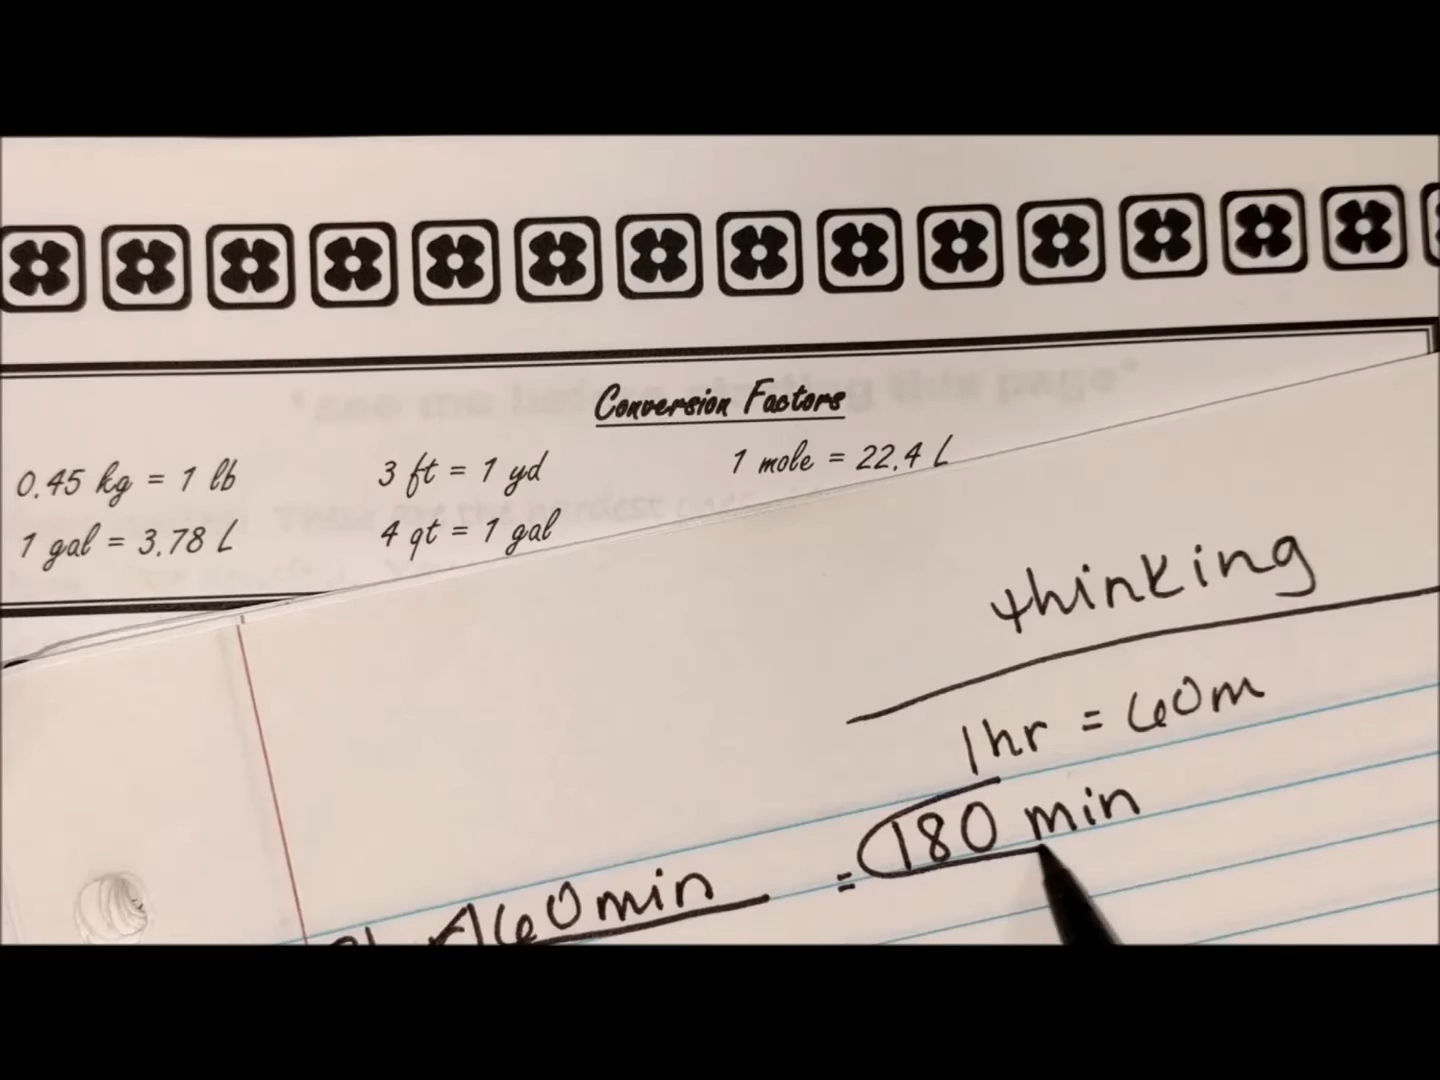 Conversion Factors
0.45 kg = 1 lb 3 ft = 1 yd 1 mole = 22.4 L
1 gal = 3.78 L 4 qt = 1 gal
thinking
1hr = 60m
60min = 180 min